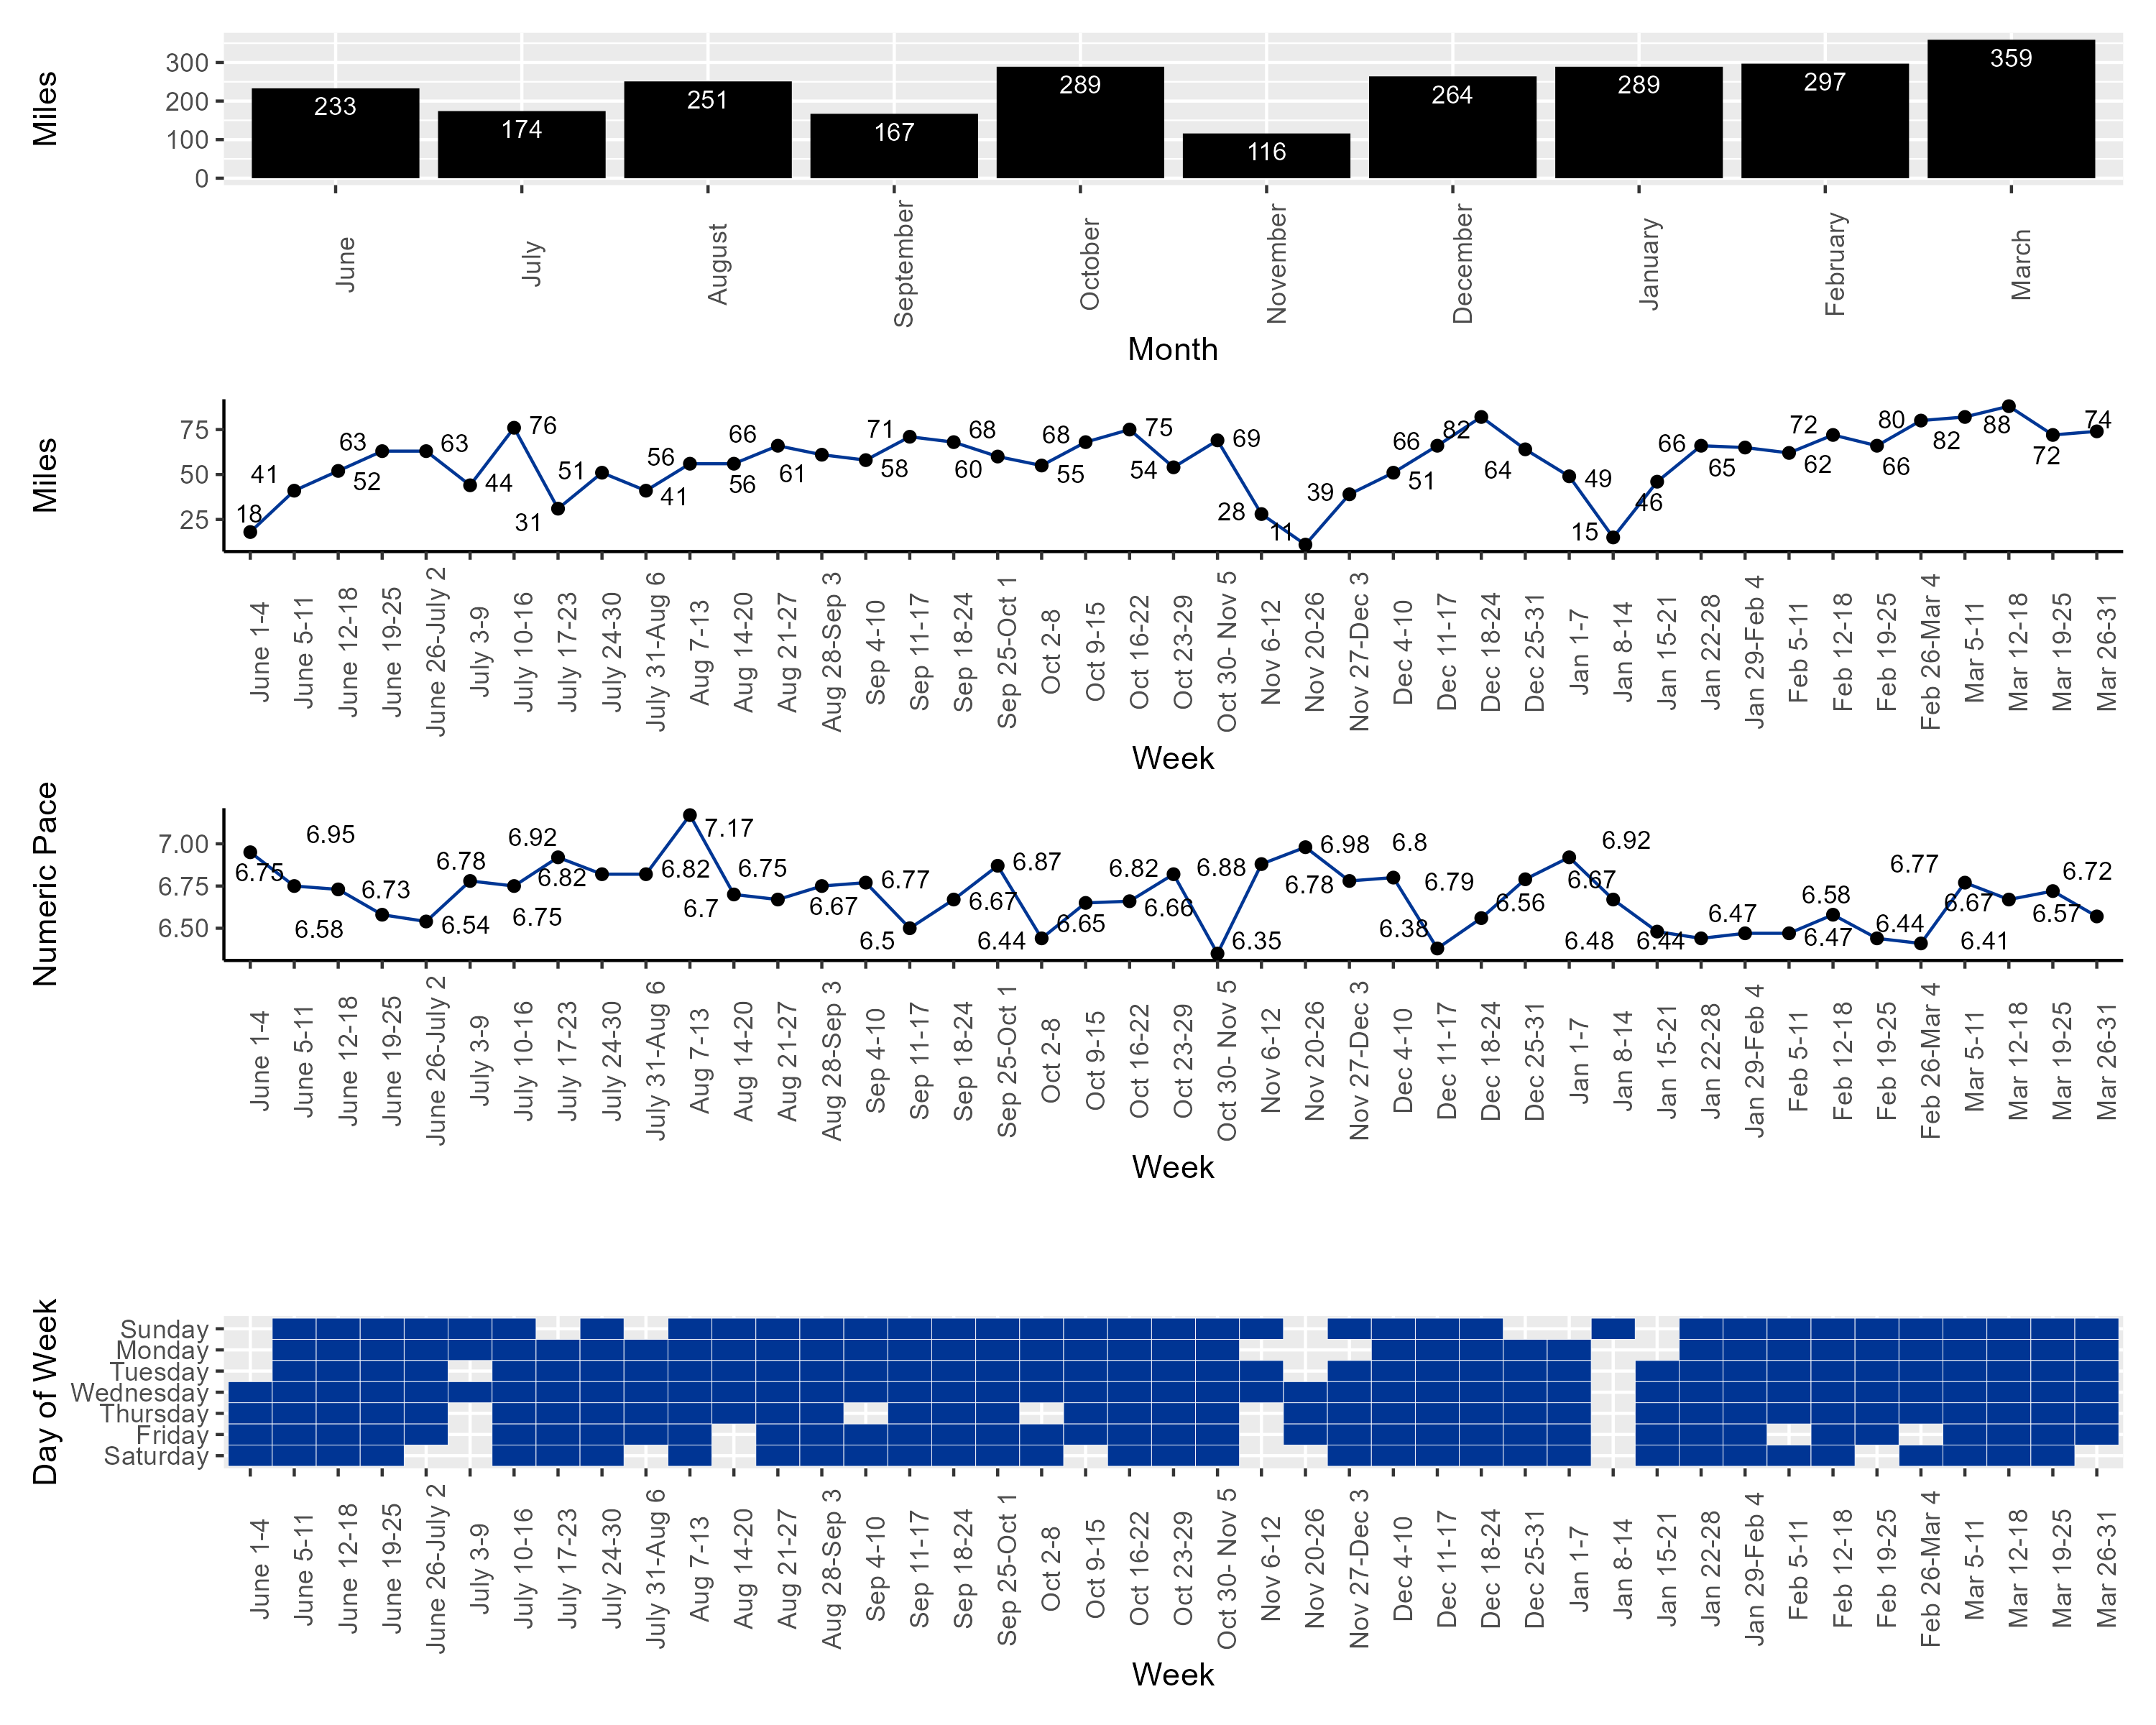 Miles
300
200
100
0
233
174
251
167
289
116
264
289
297
359
June
July
August
September
October
November
December
January
February
March
Month
Miles
75
50
25
18
41
52
63
63
44
76
31
51
41
56
56
66
61
58
71
68
60
55
68
75
54
69
28
11
39
51
66
82
64
49
15
46
66
65
62
72
66
80
82
88
72
74
June 1-4
June 5-11
June 12-18
June 19-25
June 26-July 2
July 3-9
July 10-16
July 17-23
July 24-30
July 31-Aug 6
Aug 7-13
Aug 14-20
Aug 21-27
Aug 28-Sep 3
Sep 4-10
Sep 11-17
Sep 18-24
Sep 25-Oct 1
Oct 2-8
Oct 9-15
Oct 16-22
Oct 23-29
Oct 30- Nov 5
Nov 6-12
Nov 20-26
Nov 27-Dec 3
Dec 4-10
Dec 11-17
Dec 18-24
Dec 25-31
Jan 1-7
Jan 8-14
Jan 15-21
Jan 22-28
Jan 29-Feb 4
Feb 5-11
Feb 12-18
Feb 19-25
Feb 26-Mar 4
Mar 5-11
Mar 12-18
Mar 19-25
Mar 26-31
Week
Numeric Pace
7.00
6.75
6.50
6.75
6.95
6.58
6.73
6.78
6.54
6.92
6.75
6.82
6.82
7.17
6.7
6.75
6.67
6.77
6.5
6.67
6.87
6.44
6.65
6.82
6.66
6.88
6.35
6.98
6.78
6.8
6.38
6.79
6.56
6.92
6.67
6.48
6.44
6.47
6.58
6.47
6.44
6.77
6.41
6.67
6.57
6.72
June 1-4
June 5-11
June 12-18
June 19-25
June 26-July 2
July 3-9
July 10-16
July 17-23
July 24-30
July 31-Aug 6
Aug 7-13
Aug 14-20
Aug 21-27
Aug 28-Sep 3
Sep 4-10
Sep 11-17
Sep 18-24
Sep 25-Oct 1
Oct 2-8
Oct 9-15
Oct 16-22
Oct 23-29
Oct 30- Nov 5
Nov 6-12
Nov 20-26
Nov 27-Dec 3
Dec 4-10
Dec 11-17
Dec 18-24
Dec 25-31
Jan 1-7
Jan 8-14
Jan 15-21
Jan 22-28
Jan 29-Feb 4
Feb 5-11
Feb 12-18
Feb 19-25
Feb 26-Mar 4
Mar 5-11
Mar 12-18
Mar 19-25
Mar 26-31
Week
Day of Week
Sunday
Monday
Tuesday
Wednesday
Thursday
Friday
Saturday
June 1-4
June 5-11
June 12-18
June 19-25
June 26-July 2
July 3-9
July 10-16
July 17-23
July 24-30
July 31-Aug 6
Aug 7-13
Aug 14-20
Aug 21-27
Aug 28-Sep 3
Sep 4-10
Sep 11-17
Sep 18-24
Sep 25-Oct 1
Oct 2-8
Oct 9-15
Oct 16-22
Oct 23-29
Oct 30- Nov 5
Nov 6-12
Nov 20-26
Nov 27-Dec 3
Dec 4-10
Dec 11-17
Dec 18-24
Dec 25-31
Jan 1-7
Jan 8-14
Jan 15-21
Jan 22-28
Jan 29-Feb 4
Feb 5-11
Feb 12-18
Feb 19-25
Feb 26-Mar 4
Mar 5-11
Mar 12-18
Mar 19-25
Mar 26-31
Week